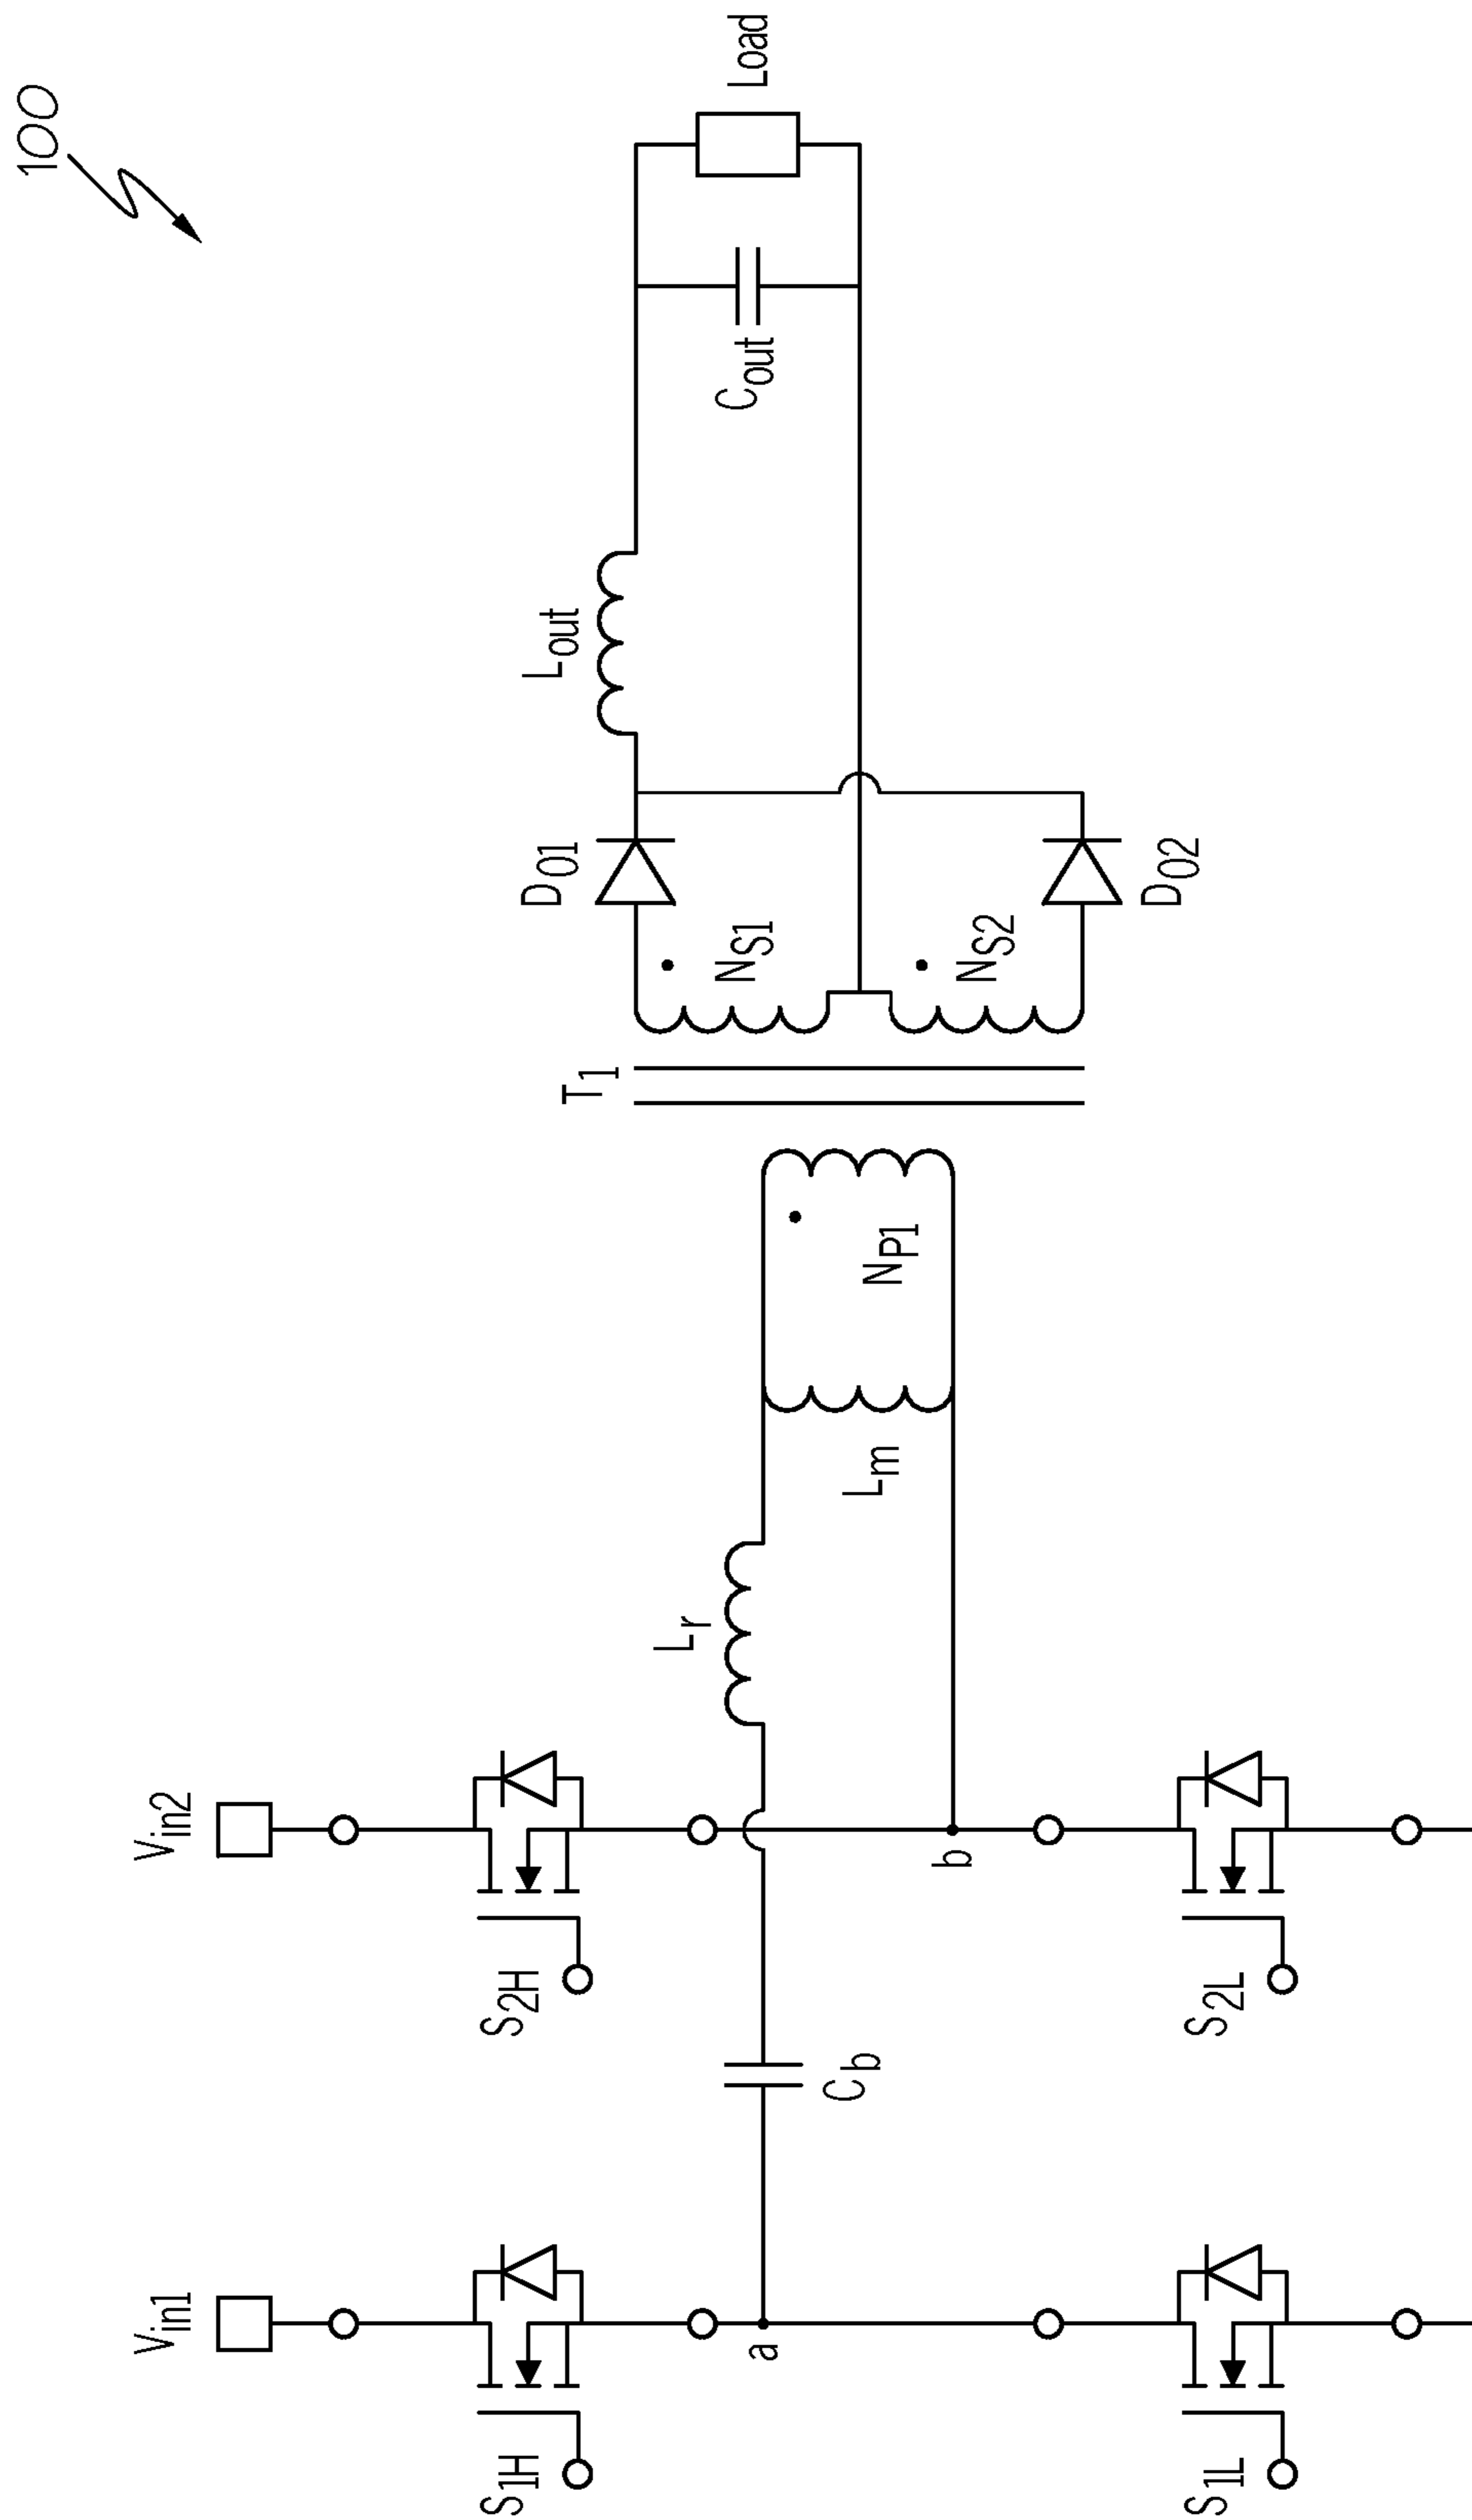 100
Vin1
Vin2
S1H
S2H
a
b
Cb
Lr
Lm
NP1
T1
NS1
NS2
DO1
DO2
Lout
Cout
Load
S1L
S2L